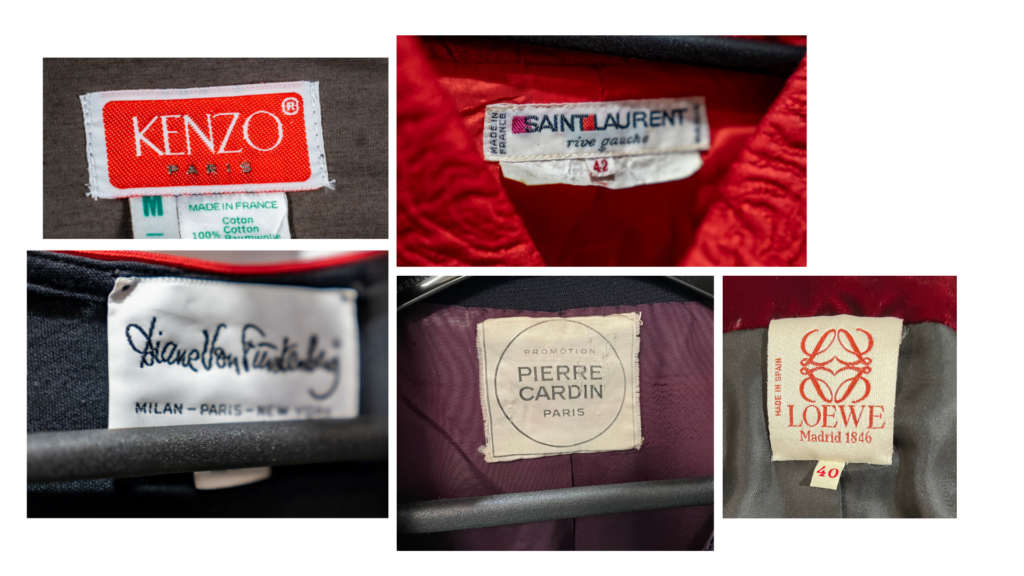 KENZO®
PARIS
M
MADE IN FRANCE
Coton
100% Cotton
Baumwolle
MADE IN
FRANCE
SAINT LAURENT
rive gauche
42
Diane Von Furstenberg
MILAN - PARIS - NEW YORK
PROMOTION
PIERRE
CARDIN
PARIS
MADE IN SPAIN
LOEWE
Madrid 1846
40